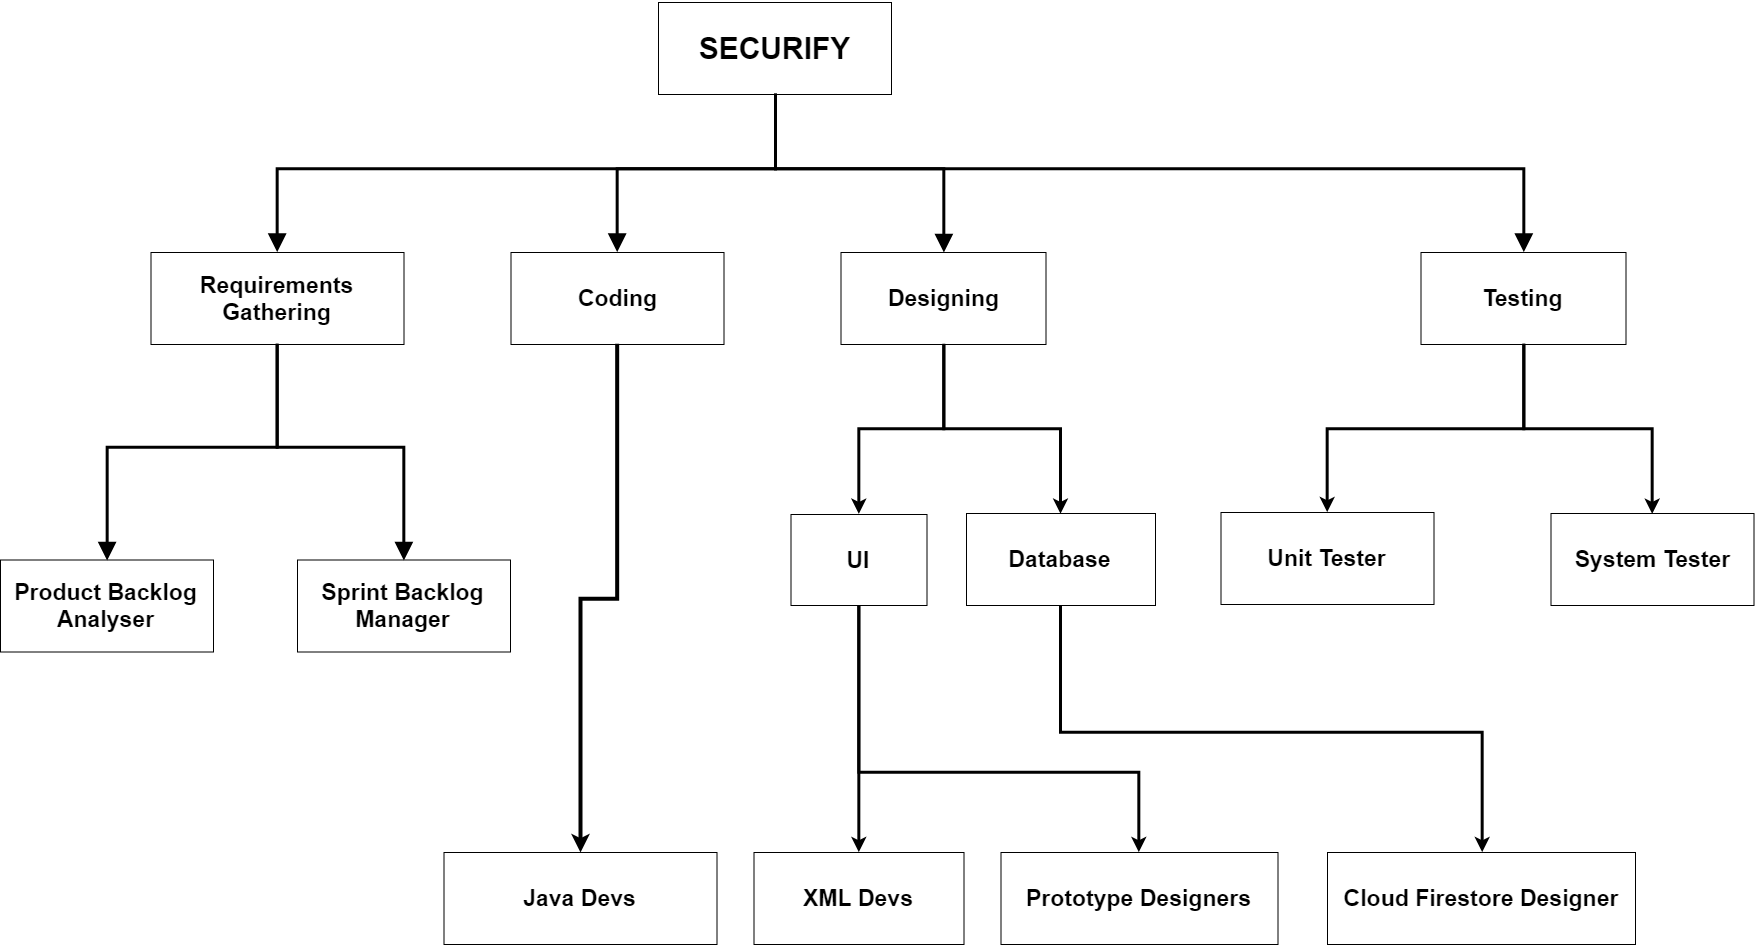 SECURIFY
Requirements
Gathering
Coding
Designing
Testing
UI
Database
Unit Tester
System Tester
Product Backlog
Analyser
Sprint Backlog
Manager
Java Devs
XML Devs
Prototype Designers
Cloud Firestore Designer